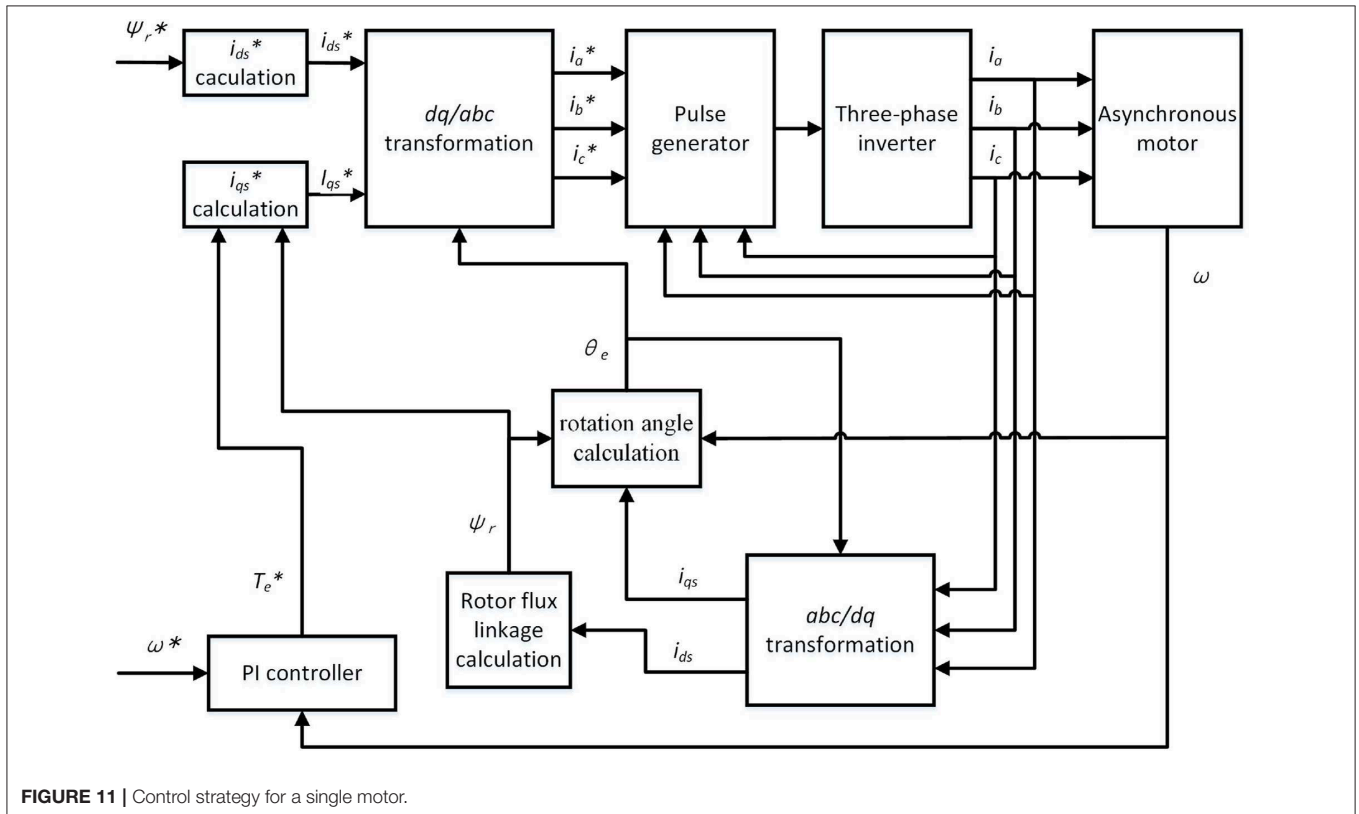 ψr*
ids*
caculation
ids*
dq/abc
transformation
ia*
ib*
ic*
Pulse
generator
Three-phase
inverter
ia
ib
ic
Asynchronous
motor
iqs*
calculation
Iqs*
ω
θe
rotation angle
calculation
ψr
Te*
iqs
Rotor flux
linkage
calculation
ids
abc/dq
transformation
ω*
PI controller
FIGURE 11 | Control strategy for a single motor.